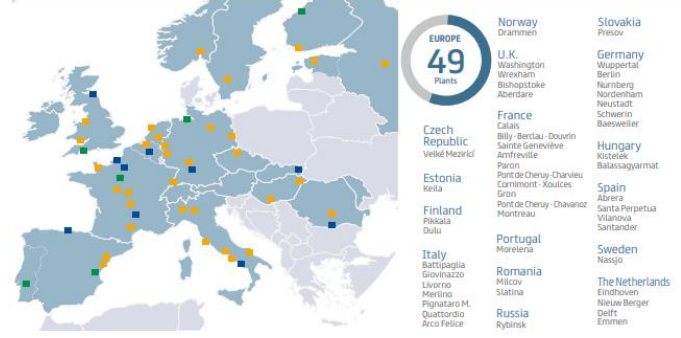 EUROPE
49
Plants
Czech
Republic
Velké Mezirící
Estonia
Keila
Finland
Pikkala
Oulu
Italy
Battipaglia
Giovinazzo
Livorno
Merlino
Pignataro M.
Quattordio
Arco Felice
Norway
Drammen
U.K.
Washington
Wrexham
Bishopstoke
Aberdare
France
Calais
Billy - Berclau - Douvrin
Sainte Geneviève
Amfreville
Paron
Pont de Cheruy - Charvieu
Cornimont - Xoulces
Gron
Pont de Cheruy - Chavanoz
Montreau
Portugal
Morelena
Romania
Milcov
Slatina
Russia
Rybinsk
Slovakia
Presov
Germany
Wuppertal
Berlin
Nurnberg
Nordenham
Neustadt
Schwerin
Baesweiler
Hungary
Kistelek
Balassagyarmat
Spain
Abrera
Santa Perpetua
Vilanova
Santander
Sweden
Nassjo
The Netherlands
Eindhoven
Nieuw Berger
Delft
Emmen